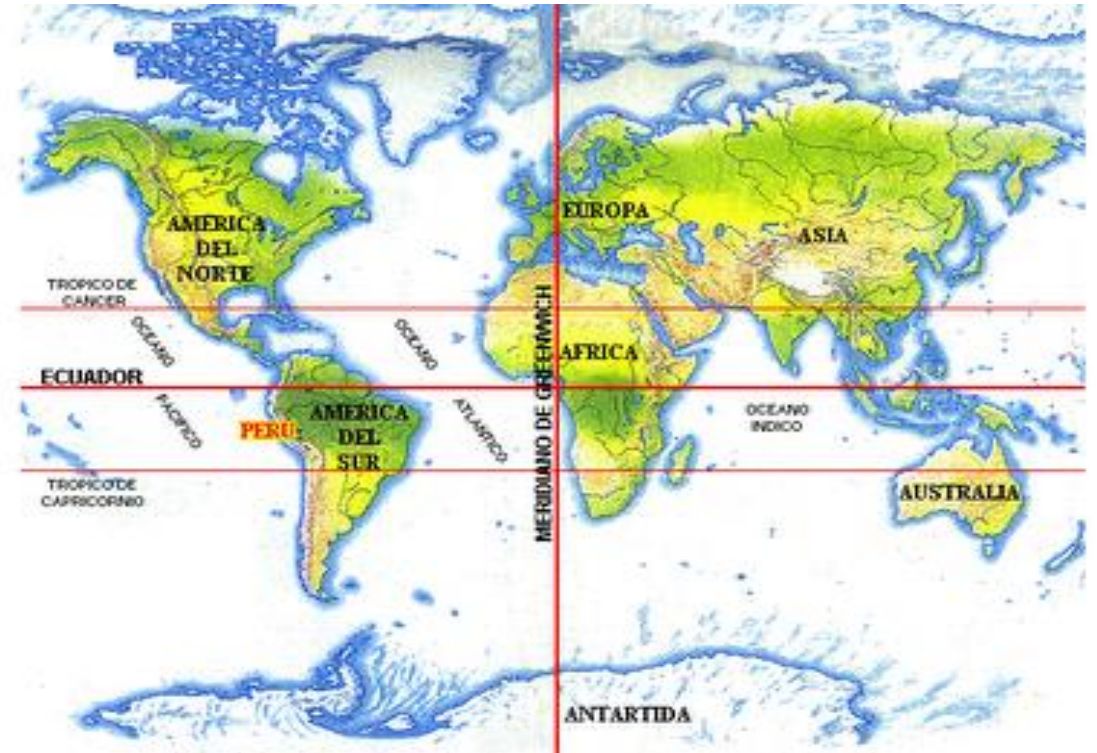 EUROPA
AMERICA
DEL
NORTE
ASIA
TROPICO DE
CANCER
OCEANO
OCEANO
MERIDIANO DE GREENWICH
AFRICA
ECUADOR
PACIFICO
ATLANTICO
OCEANO
INDICO
PERÚ
AMERICA
DEL
SUR
TROPICO DE
CAPRICORNIO
AUSTRALIA
ANTARTIDA